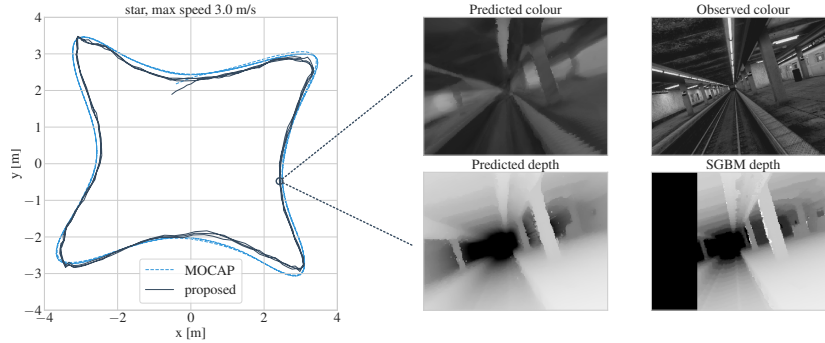 star, max speed 3.0 m/s
4
3
2
1
0
−1
−2
−3
−4
y [m]
−4
−2
0
2
4
x [m]
MOCAP
proposed
Predicted colour
Observed colour
Predicted depth
SGBM depth